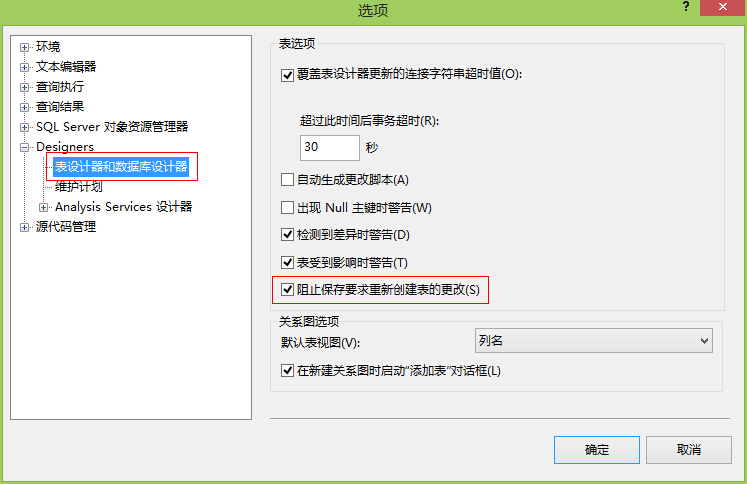 选项
?
环境
文本编辑器
查询执行
查询结果
SQL Server 对象资源管理器
Designers
表设计器和数据库设计器
维护计划
Analysis Services 设计器
源代码管理
表选项
覆盖表设计器更新的连接字符串超时值(O):
超过此时间后事务超时(R):
30 秒
自动生成更改脚本(A)
出现 Null 主键时警告(W)
检测到差异时警告(D)
表受到影响时警告(T)
阻止保存要求重新创建表的更改(S)
关系图选项
默认表视图(V): 列名
在新建关系图时启动“添加表”对话框(L)
确定 取消